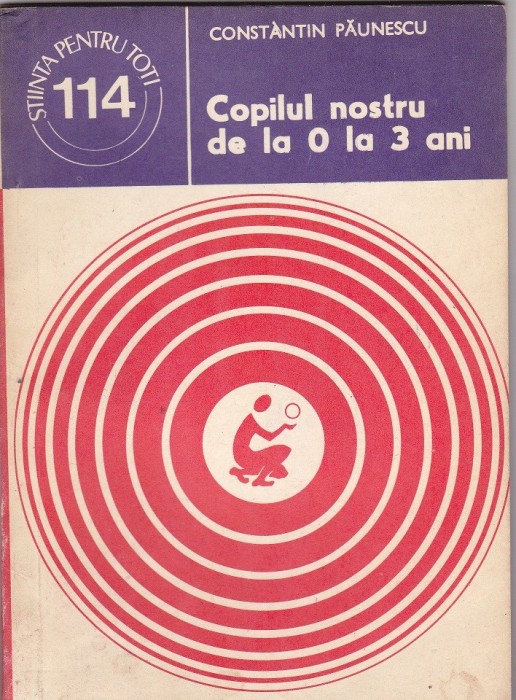 STIINTA PENTRU TOTI
114
CONSTANTIN PĂUNESCU
Copilul nostru
de la 0 la 3 ani